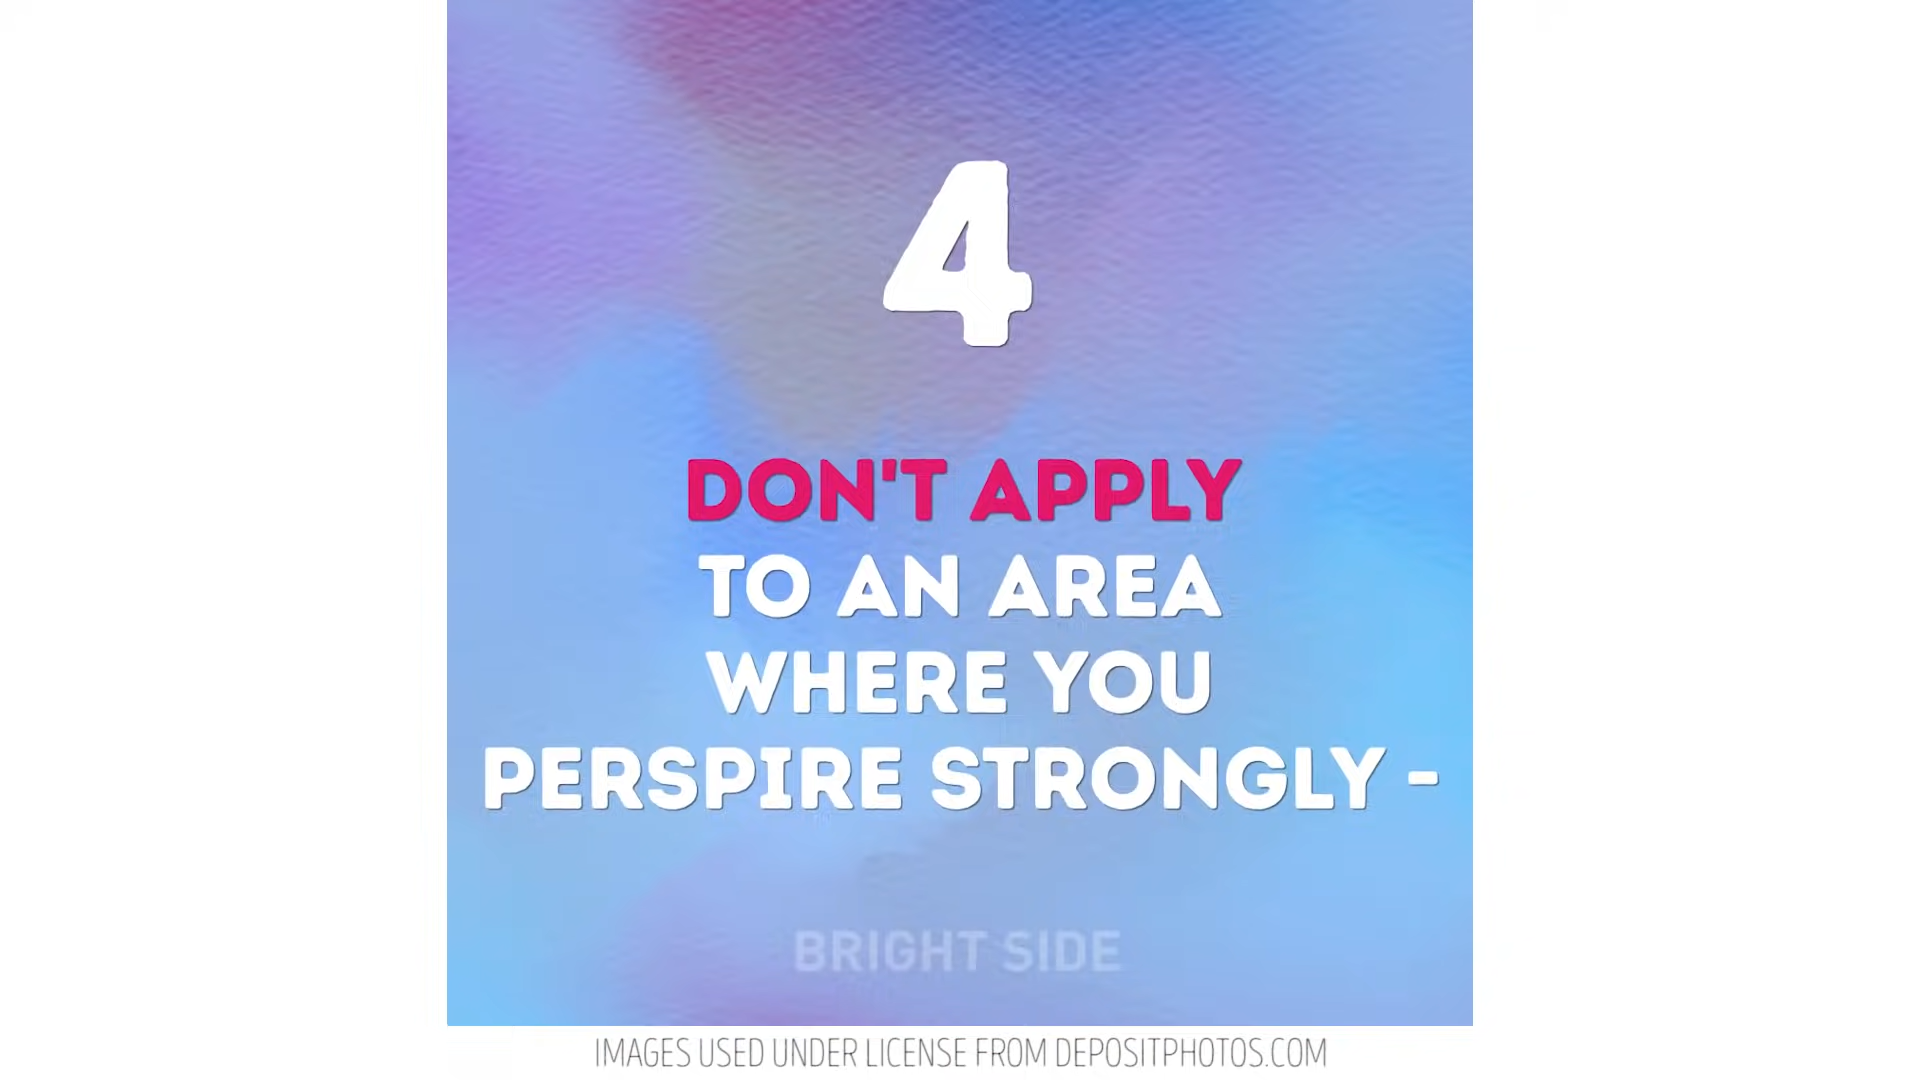 4
DON'T APPLY
TO AN AREA
WHERE YOU
PERSPIRE STRONGLY -
BRIGHT SIDE
IMAGES USED UNDER LICENSE FROM DEPOSITPHOTOS.COM